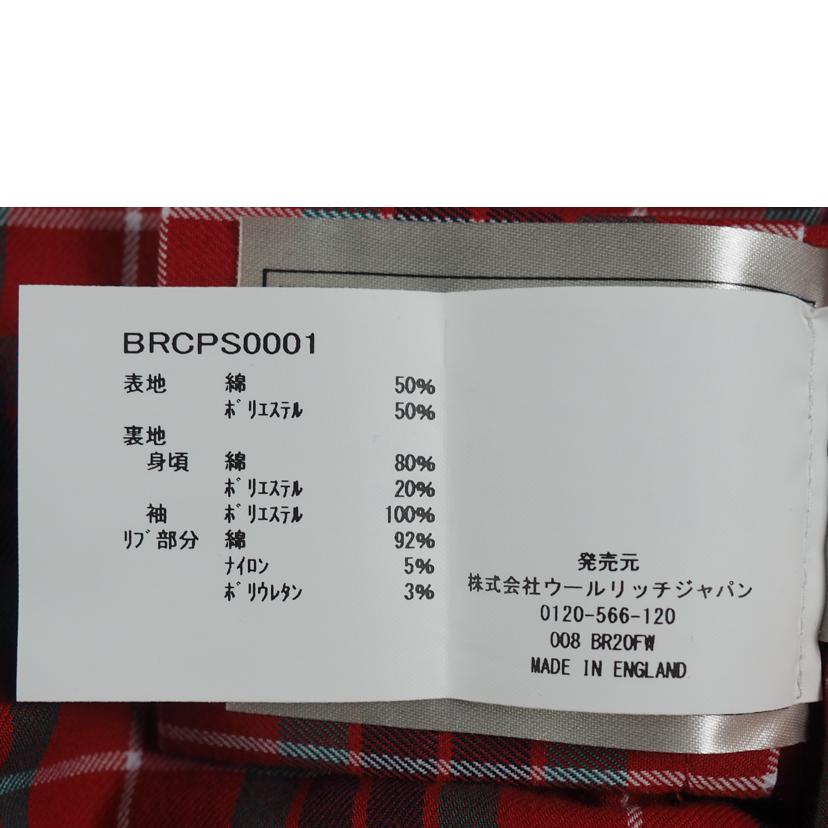 BRCPS0001
表地 綿 50%
ﾎﾟﾘｴｽﾃﾙ 50%
裏地
身頃 綿 80%
ﾎﾟﾘｴｽﾃﾙ 20%
袖 ﾎﾟﾘｴｽﾃﾙ 100%
ﾘﾌﾞ部分 綿 92%
ﾅｲﾛﾝ 5%
ﾎﾟﾘｳﾚﾀﾝ 3%
発売元
株式会社ウールリッチジャパン
0120-566-120
008 BR20FW
MADE IN ENGLAND